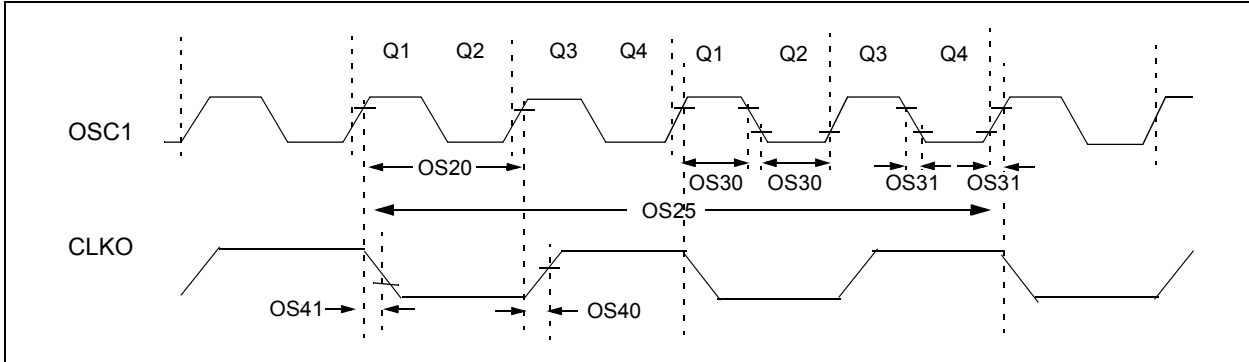 Q1 Q2 Q3 Q4 Q1 Q2 Q3 Q4
OSC1
OS20
OS30 OS30 OS31 OS31
OS25
CLKO
OS41 OS40